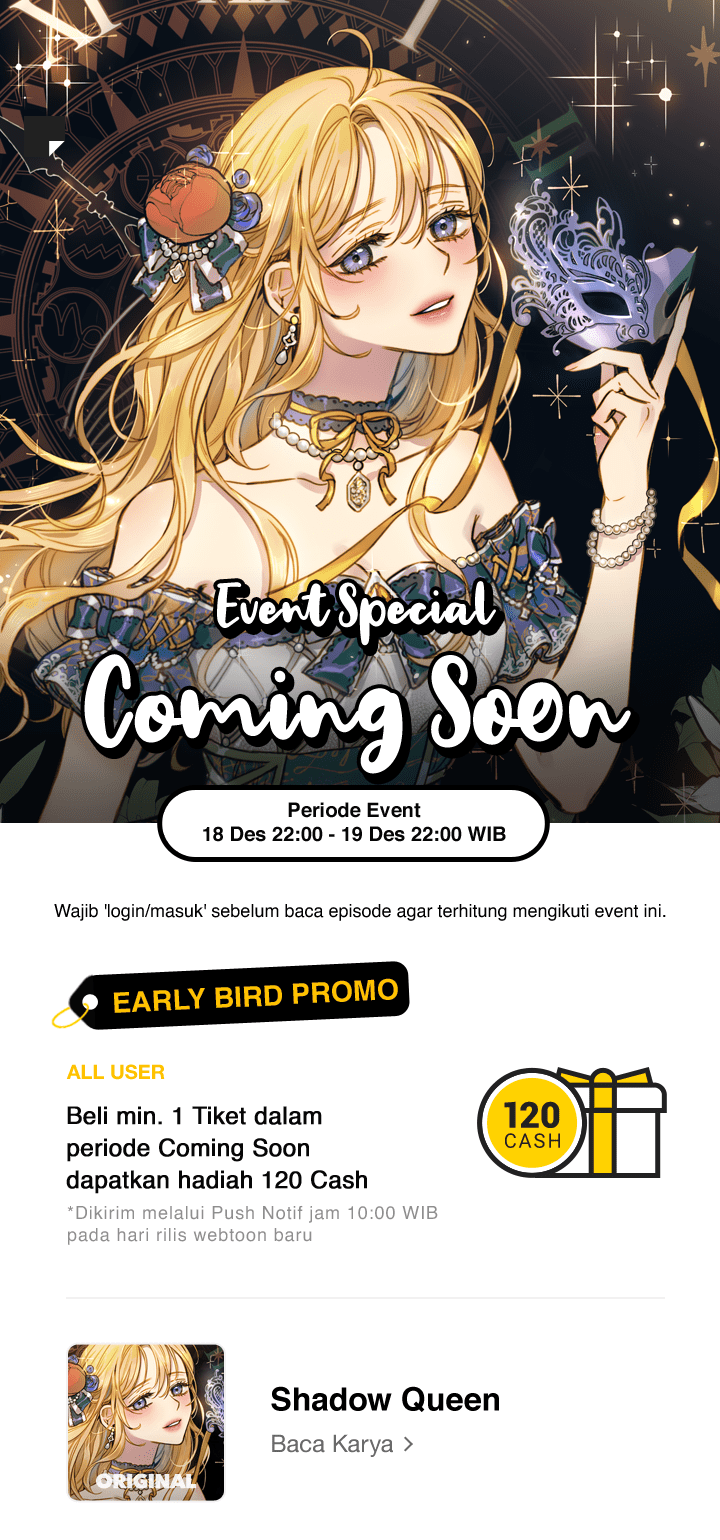 Event Special
Coming Soon
Periode Event
18 Des 22:00 - 19 Des 22:00 WIB
Wajib 'login/masuk' sebelum baca episode agar terhitung mengikuti event ini.
EARLY BIRD PROMO
ALL USER
Beli min. 1 Tiket dalam
periode Coming Soon
dapatkan hadiah 120 Cash
120
CASH
*Dikirim melalui Push Notif jam 10:00 WIB
pada hari rilis webtoon baru
ORIGINAL
Shadow Queen
Baca Karya >